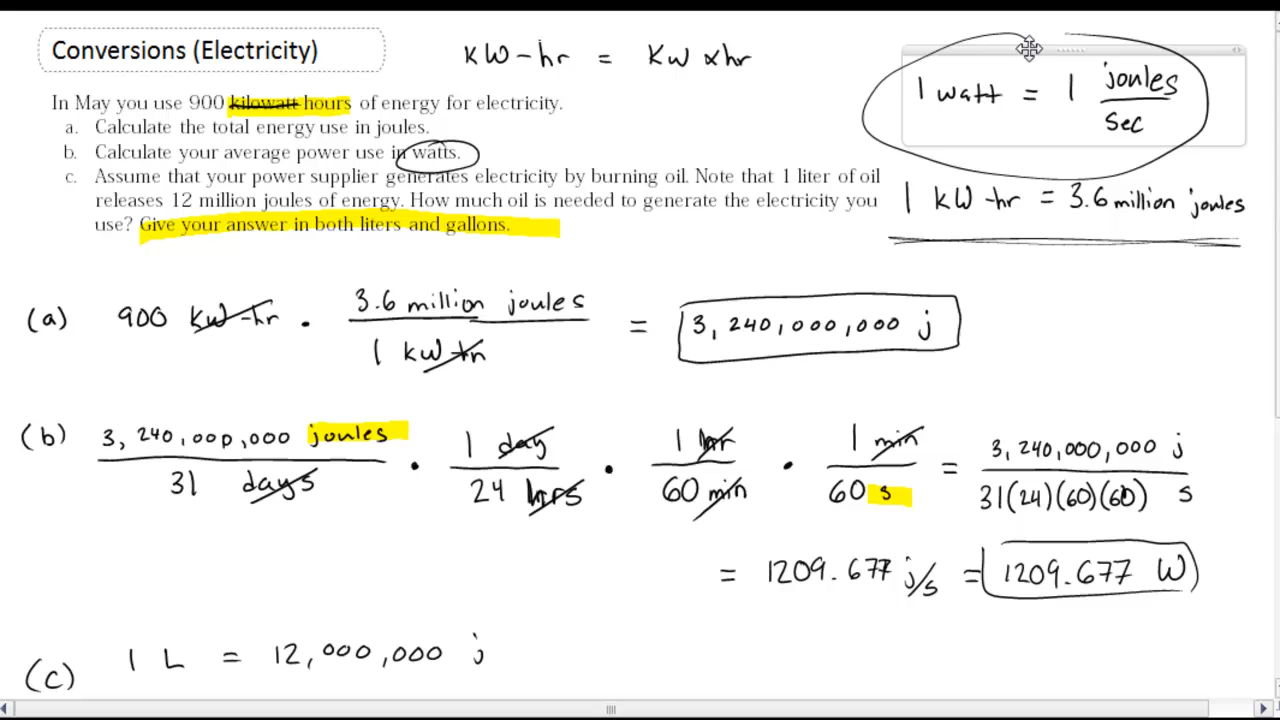 Conversions (Electricity)
KW-hr = KW x hr
1 watt = 1 joules / sec
In May you use 900 kilowatt hours of energy for electricity.
a. Calculate the total energy use in joules.
b. Calculate your average power use in watts.
c. Assume that your power supplier generates electricity by burning oil. Note that 1 liter of oil
releases 12 million joules of energy. How much oil is needed to generate the electricity you
use? Give your answer in both liters and gallons.
1 KW-hr = 3.6 million joules
(a) 900 kw-hr · 3.6 million joules / 1 kw-hr = 3,240,000,000 j
(b) 3,240,000,000 joules / 31 days · 1 day / 24 hrs · 1 hr / 60 min · 1 min / 60 s = 3,240,000,000 j / 31(24)(60)(60) s
= 1209.677 j/s = 1209.677 W
(c) 1 L = 12,000,000 j